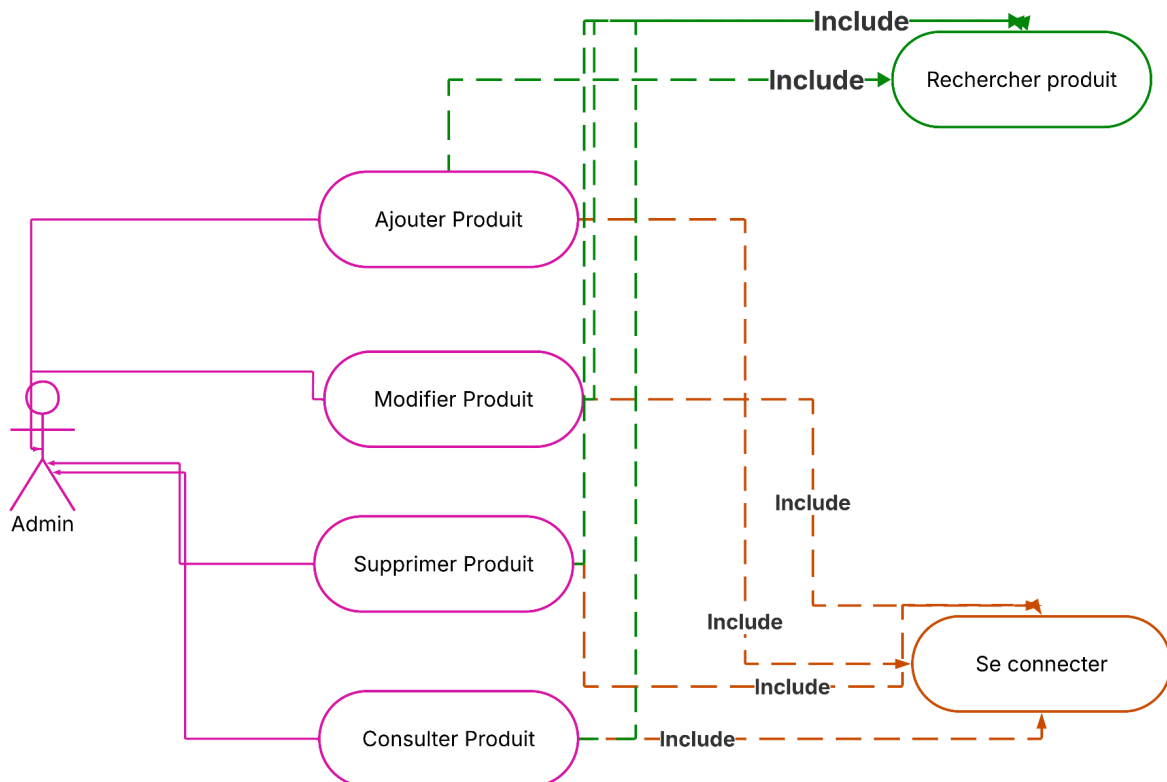 Include
Include
Rechercher produit
Ajouter Produit
Modifier Produit
Admin
Include
Supprimer Produit
Include
Se connecter
Include
Consulter Produit
Include